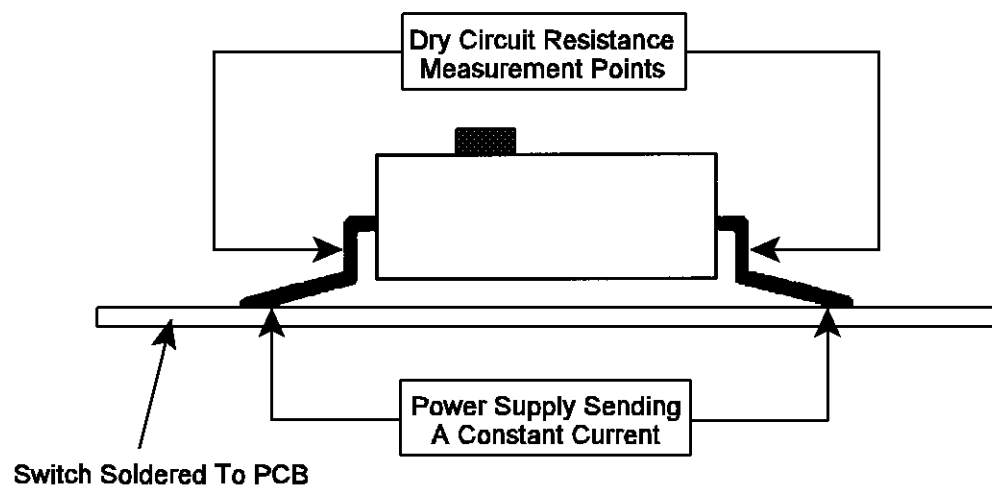 Dry Circuit Resistance
Measurement Points
Power Supply Sending
A Constant Current
Switch Soldered To PCB